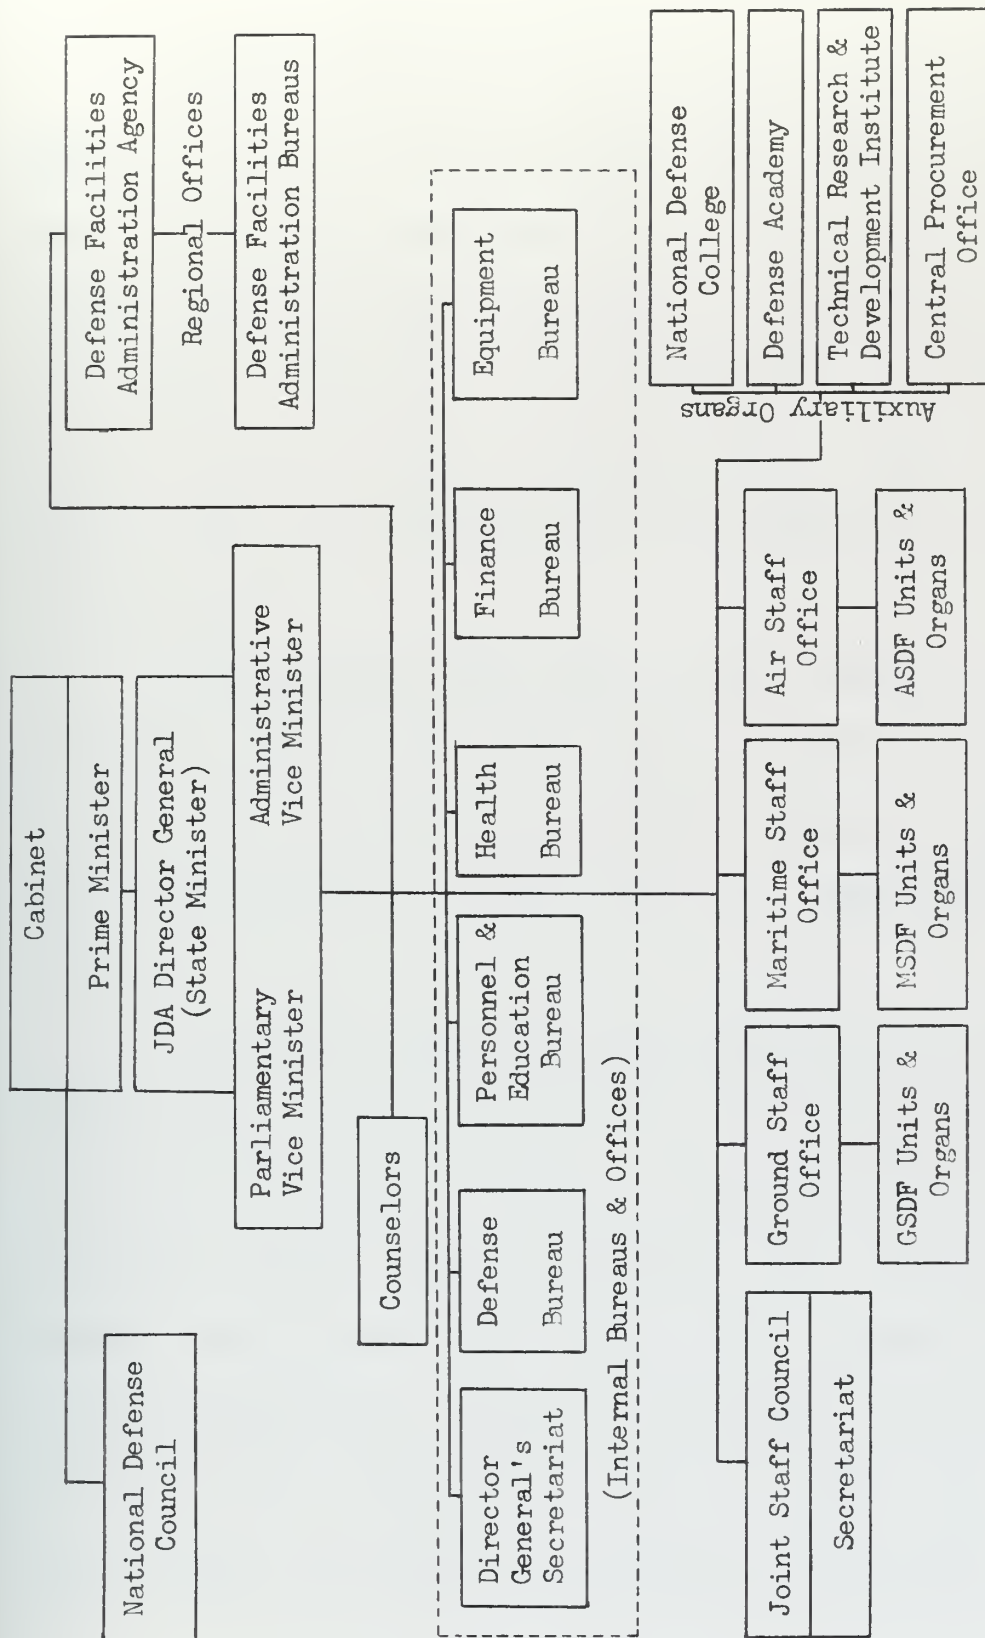 Cabinet
Prime Minister
National Defense
Council
JDA Director General
(State Minister)
Parliamentary
Vice Minister
Administrative
Vice Minister
Defense Facilities
Administration Agency
Regional Offices
Defense Facilities
Administration Bureaus
Counselors
Director
General's
Secretariat
Defense
Bureau
Personnel &
Education
Bureau
Health
Bureau
Finance
Bureau
Equipment
Bureau
(Internal Bureaus & Offices)
Joint Staff Council
Secretariat
Ground Staff
Office
GSDF Units &
Organs
Maritime Staff
Office
MSDF Units &
Organs
Air Staff
Office
ASDF Units &
Organs
Auxiliary Organs
National Defense
College
Defense Academy
Technical Research &
Development Institute
Central Procurement
Office